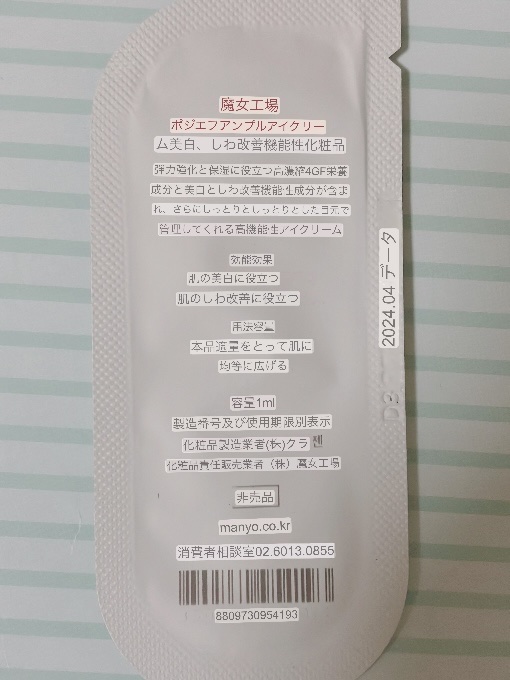 魔女工場
ポジエフアンプルアイクリー
ム美白、しわ改善機能性化粧品
弾力強化と保湿に役立つ高濃縮4GF栄養
成分と美白としわ改善機能性成分が含ま
れ、さらにしっとりとしっとりとした目元で
管理してくれる高機能性アイクリーム
効能効果
肌の美白に役立つ
肌のしわ改善に役立つ
用法容量
本品適量をとって肌に
均等に広げる
容量1ml
製造番号及び使用期限別表示
化粧品製造業者(株)クラ
化粧品責任販売業者（株）魔女工場
非売品
manyo.co.kr
消費者相談室02.6013.0855
8809730954193
2024.04 データ